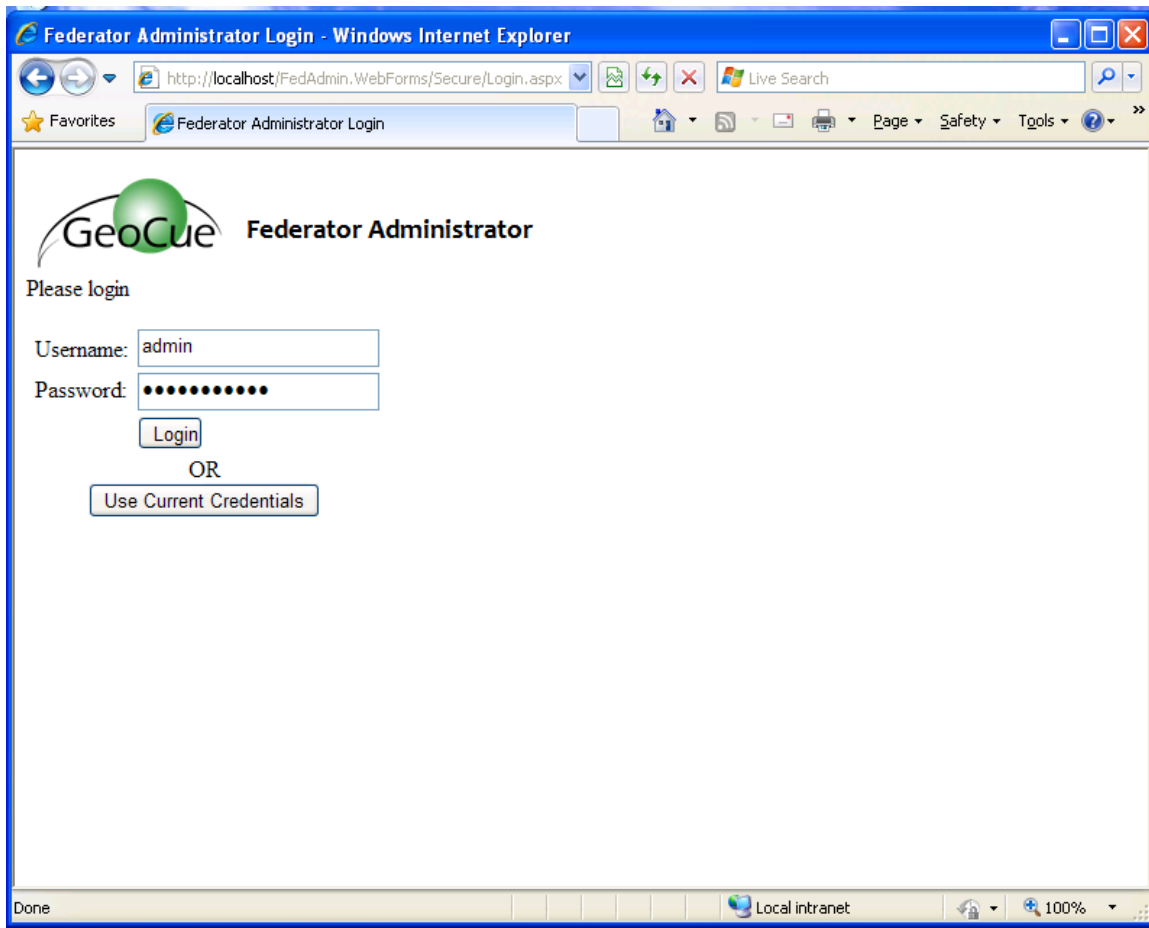 Federator Administrator Login - Windows Internet Explorer
http://localhost/FedAdmin.WebForms/Secure/Login.aspx
Live Search
Favorites
Federator Administrator Login
Page
Safety
Tools
»
GeoCue
Federator Administrator
Please login
Username: admin
Password: •••••••••••
Login
OR
Use Current Credentials
Done
Local intranet
100%